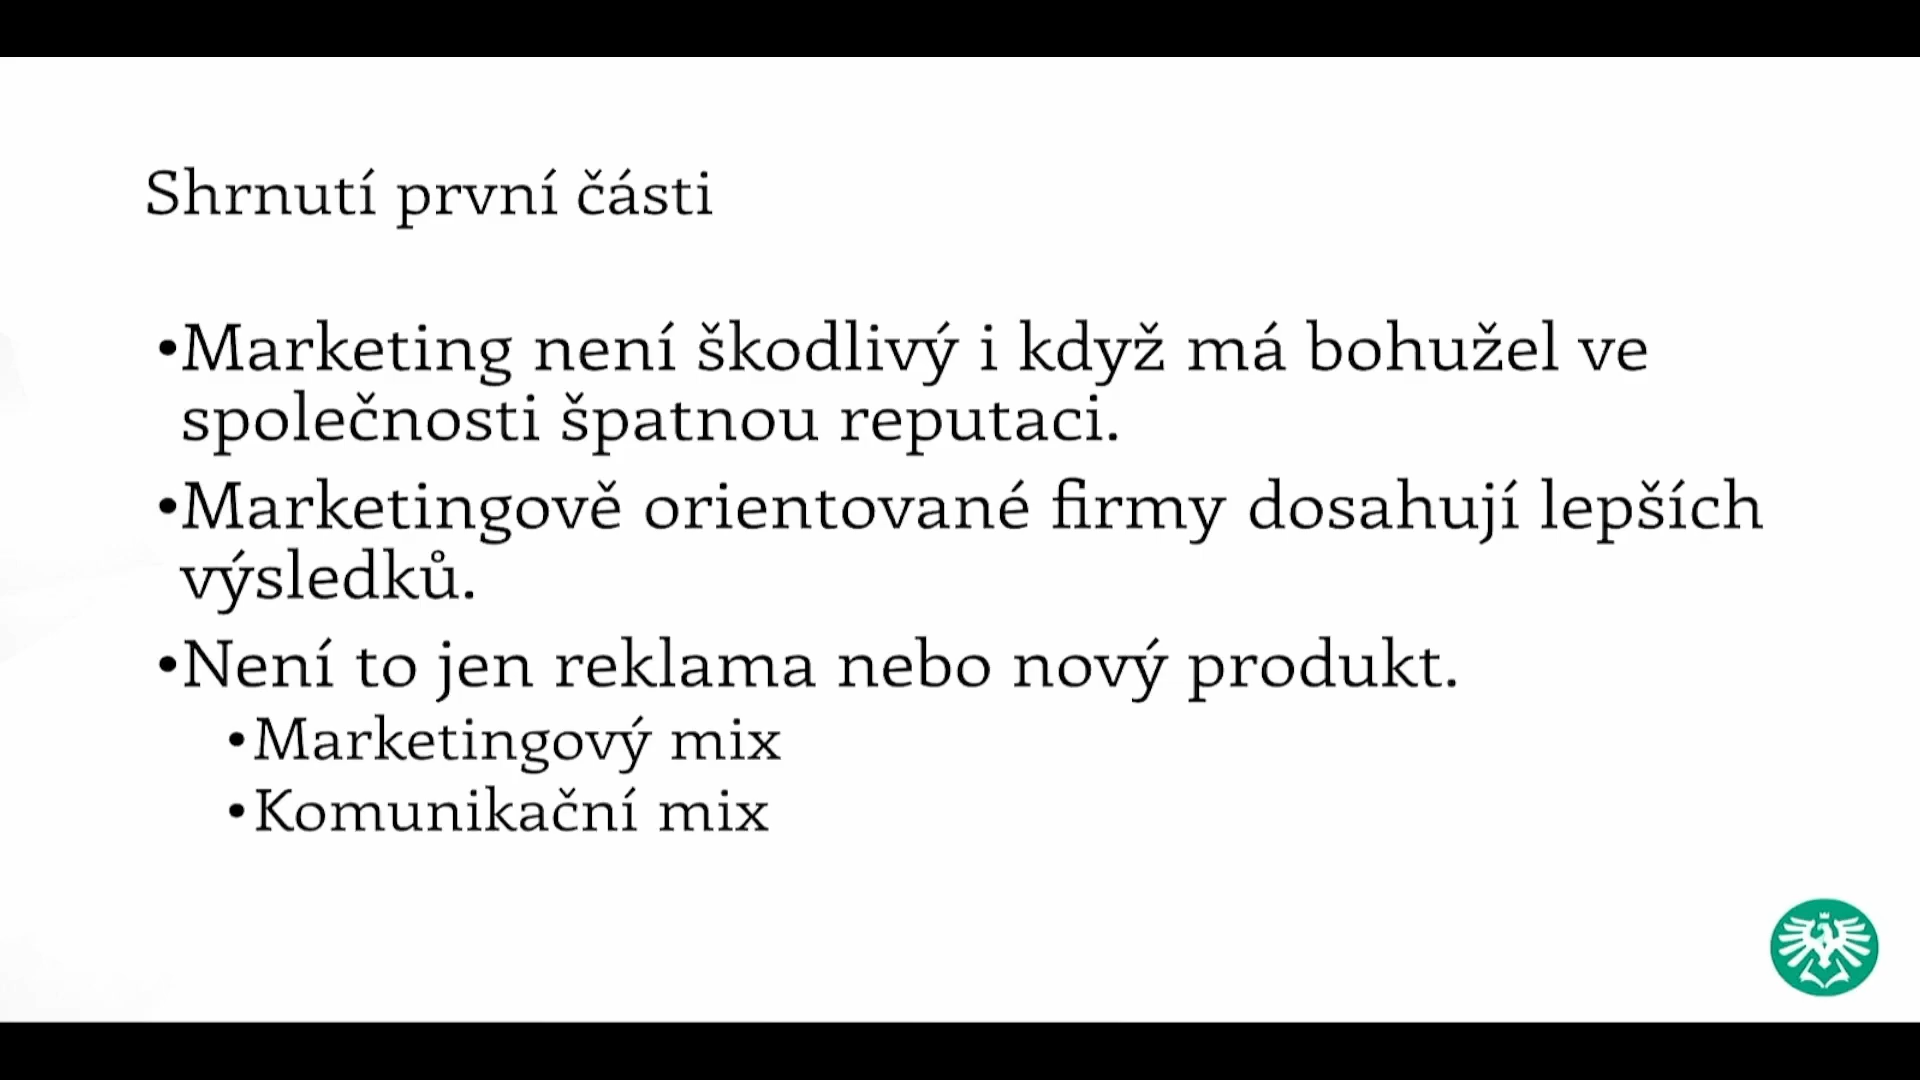 Shrnutí první části
•Marketing není škodlivý i když má bohužel ve
společnosti špatnou reputaci.
•Marketingově orientované firmy dosahují lepších
výsledků.
•Není to jen reklama nebo nový produkt.
•Marketingový mix
•Komunikační mix